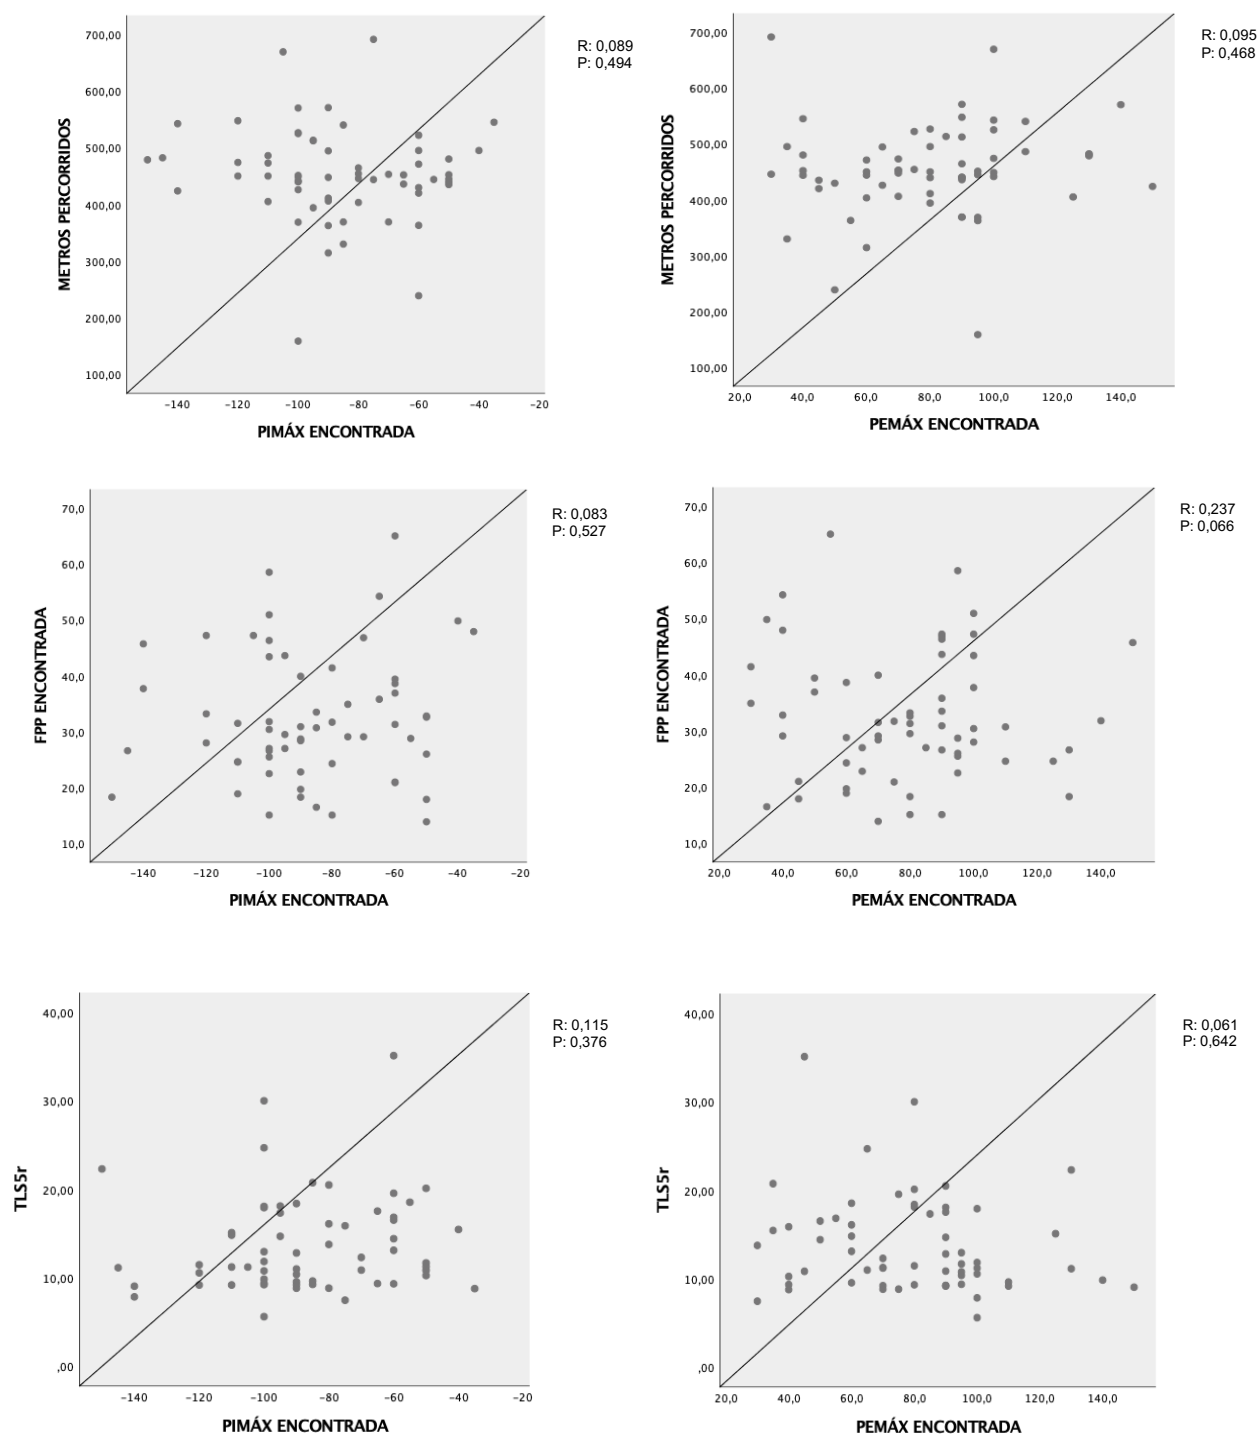 700,00
600,00
500,00
400,00
300,00
200,00
100,00
METROS PERCORRIDOS
−140 −120 −100 −80 −60 −40 −20
PIMÁX ENCONTRADA
R: 0,089
P: 0,494
700,00
600,00
500,00
400,00
300,00
200,00
100,00
METROS PERCORRIDOS
20,0 40,0 60,0 80,0 100,0 120,0 140,0
PEMÁX ENCONTRADA
R: 0,095
P: 0,468
70,0
60,0
50,0
40,0
30,0
20,0
10,0
FPP ENCONTRADA
−140 −120 −100 −80 −60 −40 −20
PIMÁX ENCONTRADA
R: 0,083
P: 0,527
70,0
60,0
50,0
40,0
30,0
20,0
10,0
FPP ENCONTRADA
20,0 40,0 60,0 80,0 100,0 120,0 140,0
PEMÁX ENCONTRADA
R: 0,237
P: 0,066
40,00
30,00
20,00
10,00
,00
TLS5r
−140 −120 −100 −80 −60 −40 −20
PIMÁX ENCONTRADA
R: 0,115
P: 0,376
40,00
30,00
20,00
10,00
,00
TLS5r
20,0 40,0 60,0 80,0 100,0 120,0 140,0
PEMÁX ENCONTRADA
R: 0,061
P: 0,642